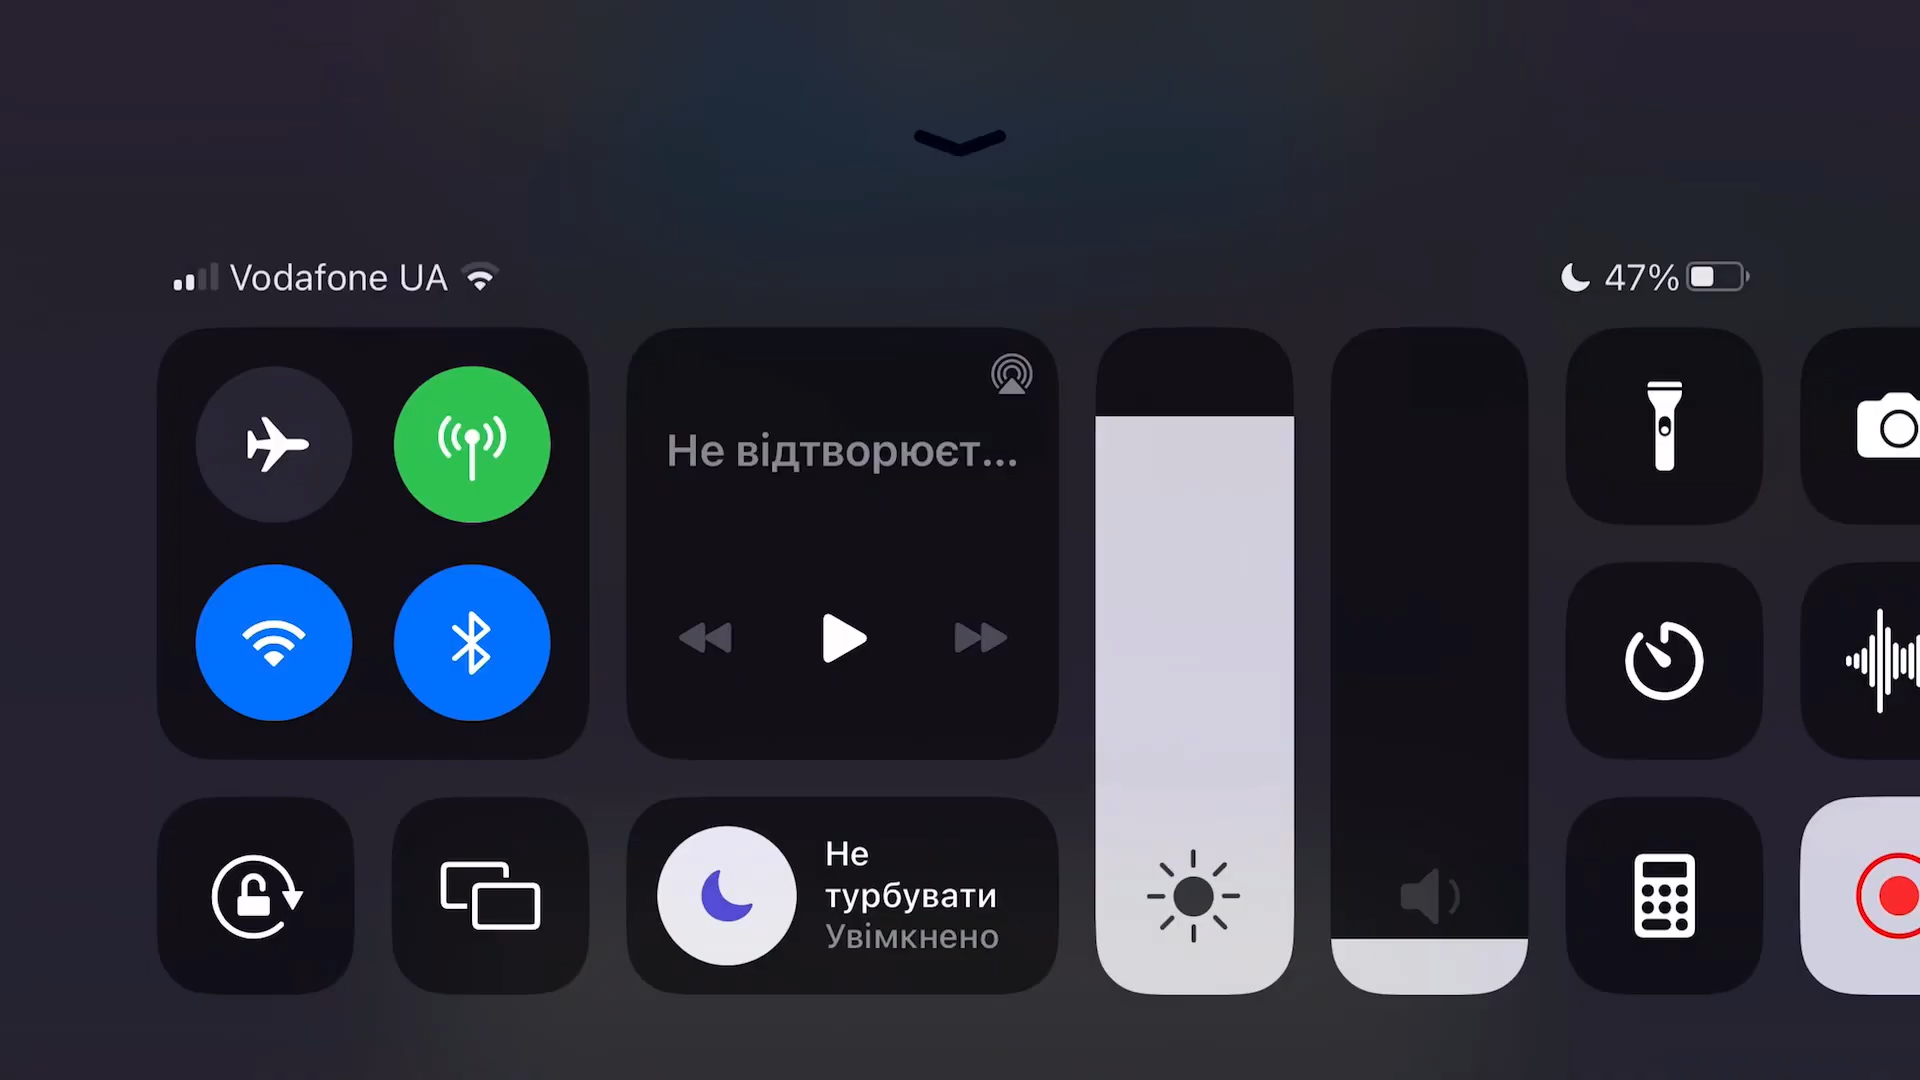 Vodafone UA
47%
Не відтворюєт...
Не
турбувати
Увімкнено